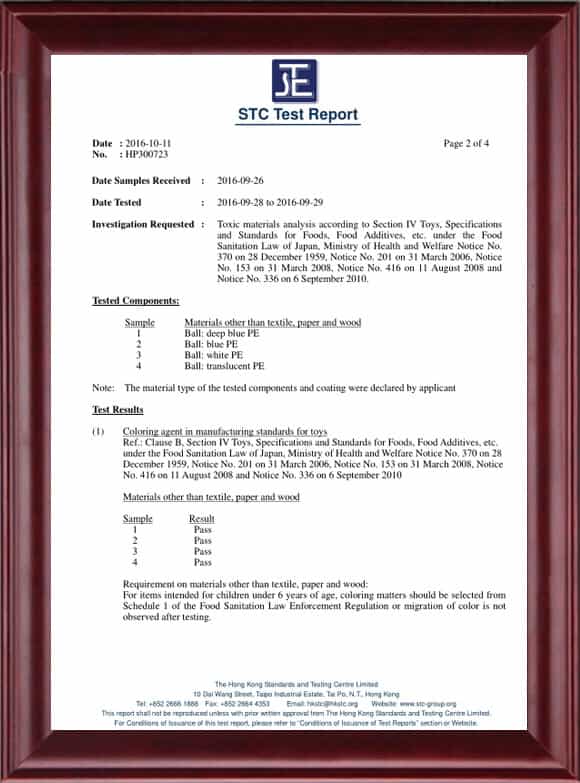 STE
STC Test Report
Date : 2016-10-11 Page 2 of 4
No. : HP300723
Date Samples Received : 2016-09-26
Date Tested : 2016-09-28 to 2016-09-29
Investigation Requested : Toxic materials analysis according to Section IV Toys, Specifications
and Standards for Foods, Food Additives, etc. under the Food
Sanitation Law of Japan, Ministry of Health and Welfare Notice No.
370 on 28 December 1959, Notice No. 201 on 31 March 2006, Notice
No. 153 on 31 March 2008, Notice No. 416 on 11 August 2008 and
Notice No. 336 on 6 September 2010.
Tested Components:
Sample Materials other than textile, paper and wood
1 Ball: deep blue PE
2 Ball: blue PE
3 Ball: white PE
4 Ball: translucent PE
Note: The material type of the tested components and coating were declared by applicant
Test Results
(1) Coloring agent in manufacturing standards for toys
Ref.: Clause B, Section IV Toys, Specifications and Standards for Foods, Food Additives, etc.
under the Food Sanitation Law of Japan, Ministry of Health and Welfare Notice No. 370 on 28
December 1959, Notice No. 201 on 31 March 2006, Notice No. 153 on 31 March 2008, Notice
No. 416 on 11 August 2008 and Notice No. 336 on 6 September 2010
Materials other than textile, paper and wood
Sample Result
1 Pass
2 Pass
3 Pass
4 Pass
Requirement on materials other than textile, paper and wood:
For items intended for children under 6 years of age, coloring matters should be selected from
Schedule 1 of the Food Sanitation Law Enforcement Regulation or migration of color is not
observed after testing.
The Hong Kong Standards and Testing Centre Limited
10 Dai Wang Street, Taipo Industrial Estate, Tai Po, N.T., Hong Kong
Tel: +852 2666 1888 Fax: +852 2664 4353 Email: hkstc@hkstc.org Website: www.stc-group.org
This report shall not be reproduced unless with prior written approval from The Hong Kong Standards and Testing Centre Limited.
For Conditions of Issuance of this test report, please refer to "Conditions of Issuance of Test Reports" section or Website.